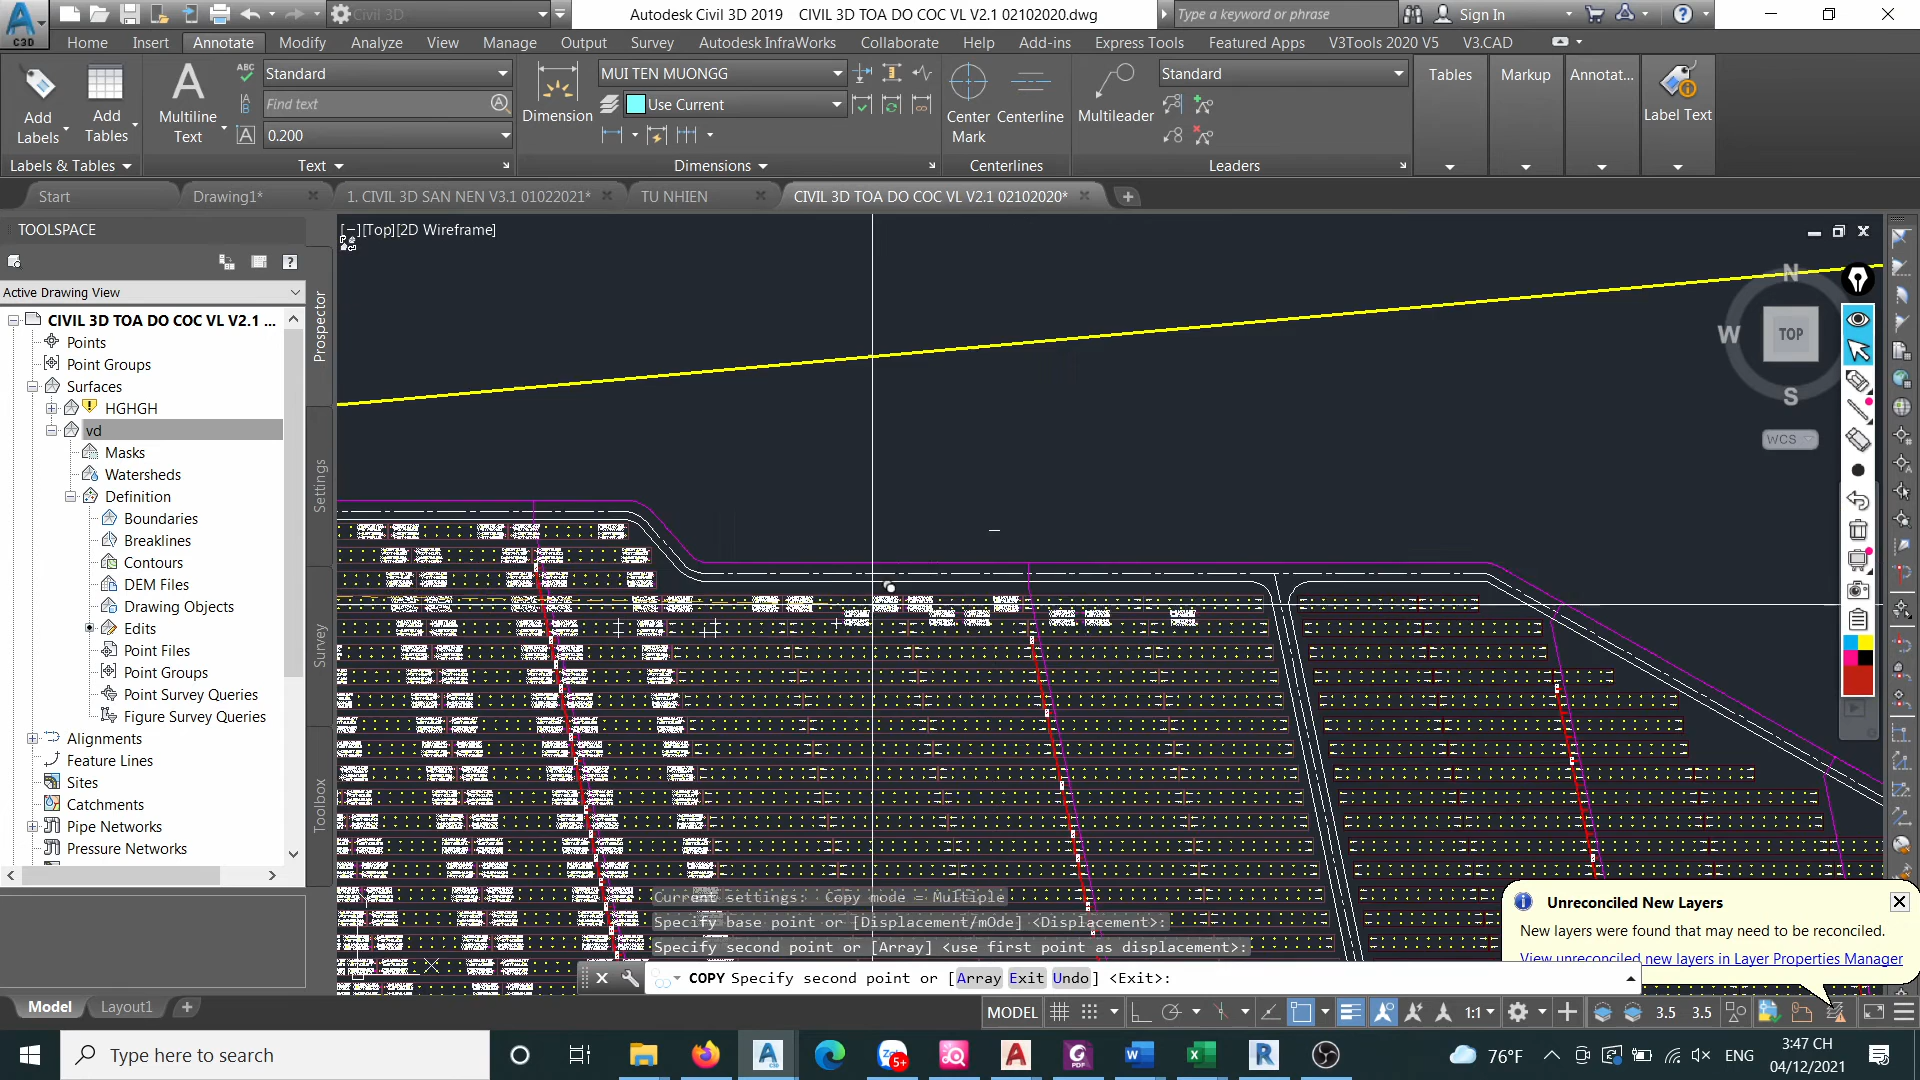 Civil 3D
Autodesk Civil 3D 2019 CIVIL 3D TOA DO COC VL V2.1 02102020.dwg
Type a keyword or phrase
Sign In
C3D
Home Insert Annotate Modify Analyze View Manage Output Survey Autodesk InfraWorks Collaborate Help Add-ins Express Tools Featured Apps V3Tools 2020 V5 V3.CAD
Add Labels
Add Tables
Multiline Text
ABC
Standard
Find text
0.200
Dimension
MUI TEN MUONGG
Use Current
Center Mark
Centerline
Multileader
Standard
Tables
Markup
Annotat...
Label Text
Labels & Tables
Text
Dimensions
Centerlines
Leaders
Start
Drawing1*
1. CIVIL 3D SAN NEN V3.1 01022021*
TU NHIEN
CIVIL 3D TOA DO COC VL V2.1 02102020*
TOOLSPACE
[−][Top][2D Wireframe]
Active Drawing View
CIVIL 3D TOA DO COC VL V2.1 ...
Points
Point Groups
Surfaces
HGHGH
vd
Masks
Watersheds
Definition
Boundaries
Breaklines
Contours
DEM Files
Drawing Objects
Edits
Point Files
Point Groups
Point Survey Queries
Figure Survey Queries
Alignments
Feature Lines
Sites
Catchments
Pipe Networks
Pressure Networks
Prospector
Settings
Survey
Toolbox
N
W
TOP
S
WCS
Current settings: Copy mode = Multiple
Specify base point or [Displacement/mOde] <Displacement>:
Specify second point or [Array] <use first point as displacement>:
COPY Specify second point or [Array Exit Undo] <Exit>:
Unreconciled New Layers
New layers were found that may need to be reconciled.
View unreconciled new layers in Layer Properties Manager
Model
Layout1
MODEL
1:1
3.5
3.5
Type here to search
5+
76°F
ENG
3:47 CH
04/12/2021